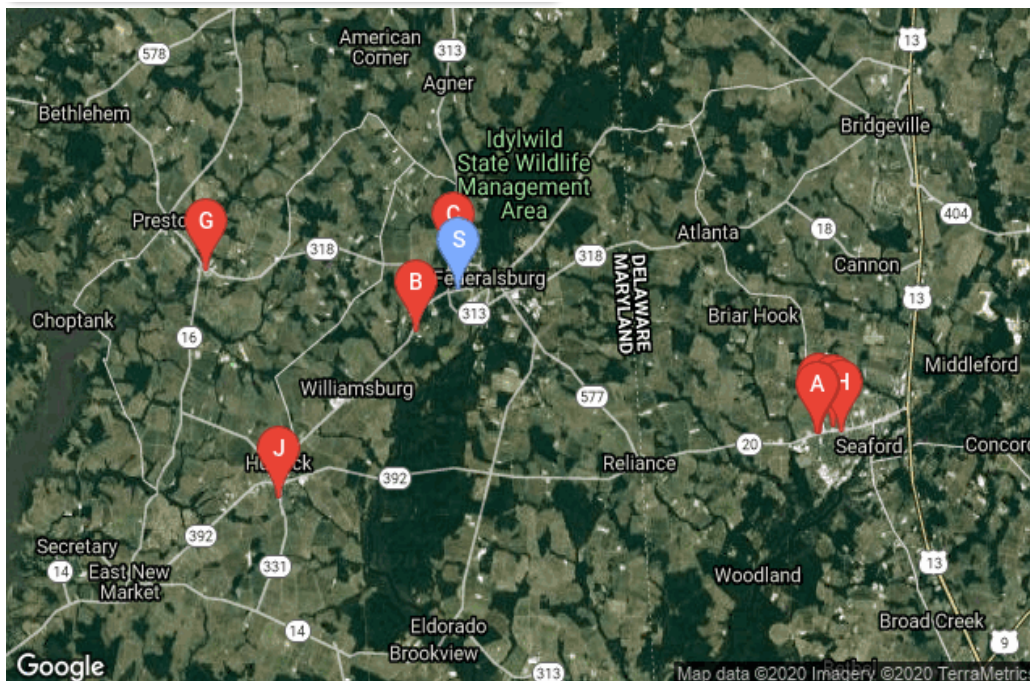 American
Corner
313
13
578
Agner
Bethlehem
Bridgeville
Idylwild
State Wildlife
Management
Area
404
Presto
G
C
S
318
Atlanta
18
318
Cannon
Federalsburg
B
DELAWARE
MARYLAND
13
313
Briar Hook
Choptank
16
Middleford
Williamsburg
A
H
577
J
Seaford
Concord
20
Reliance
392
392
Secretary
14
East New
Market
331
Woodland
13
14
Eldorado
Broad Creek
Brookview
9
313
Google
Map data ©2020 Imagery ©2020 TerraMetric